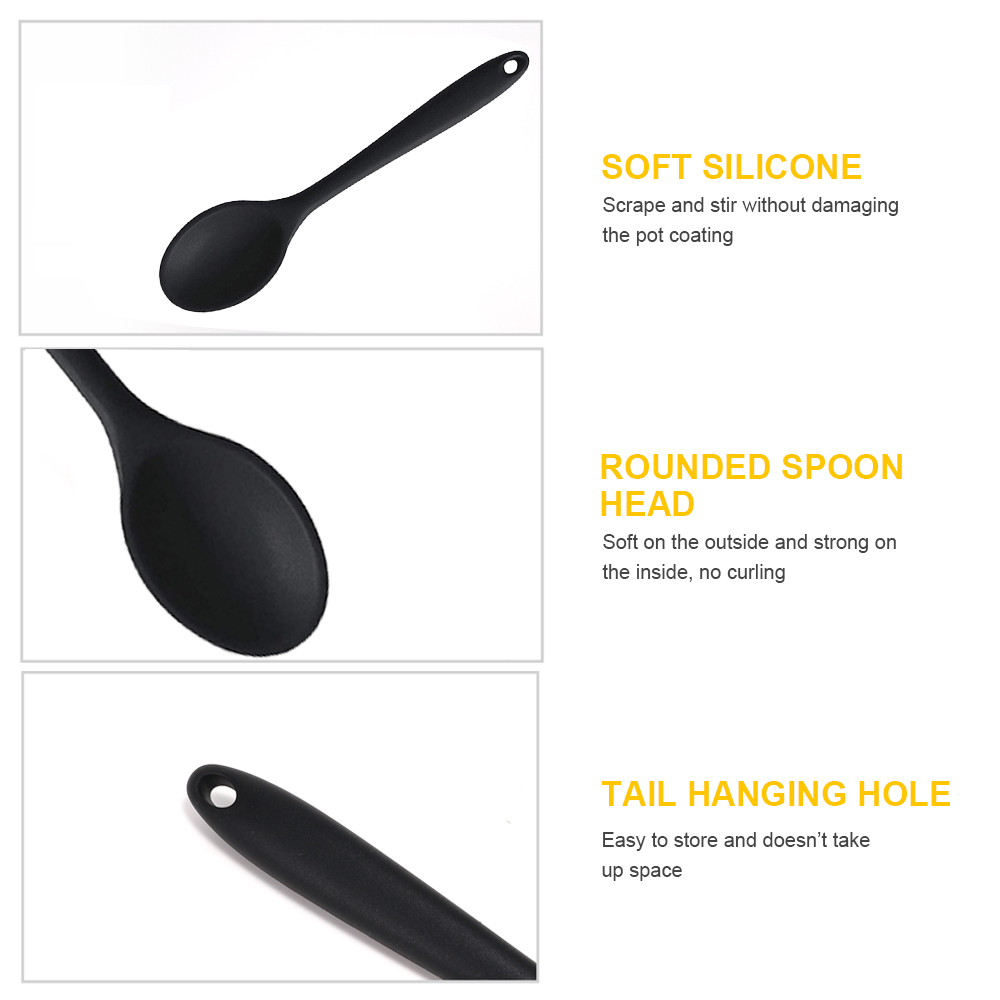 SOFT SILICONE
Scrape and stir without damaging
the pot coating
ROUNDED SPOON
HEAD
Soft on the outside and strong on
the inside, no curling
TAIL HANGING HOLE
Easy to store and doesn’t take
up space